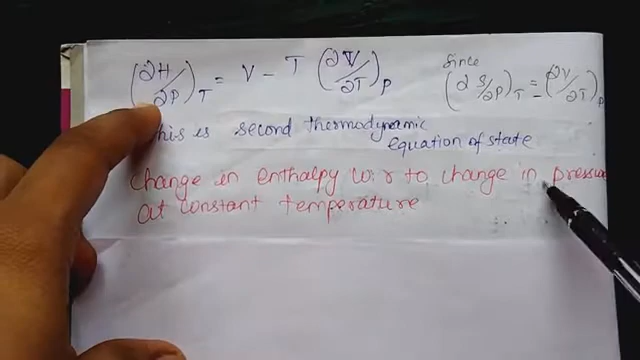 (∂H/∂P)T = V - T (∂V/∂T)P
Since
(∂S/∂P)T = -(∂V/∂T)P
This is second thermodynamic
equation of state
change in enthalpy w.r to change in pressure
at constant temperature